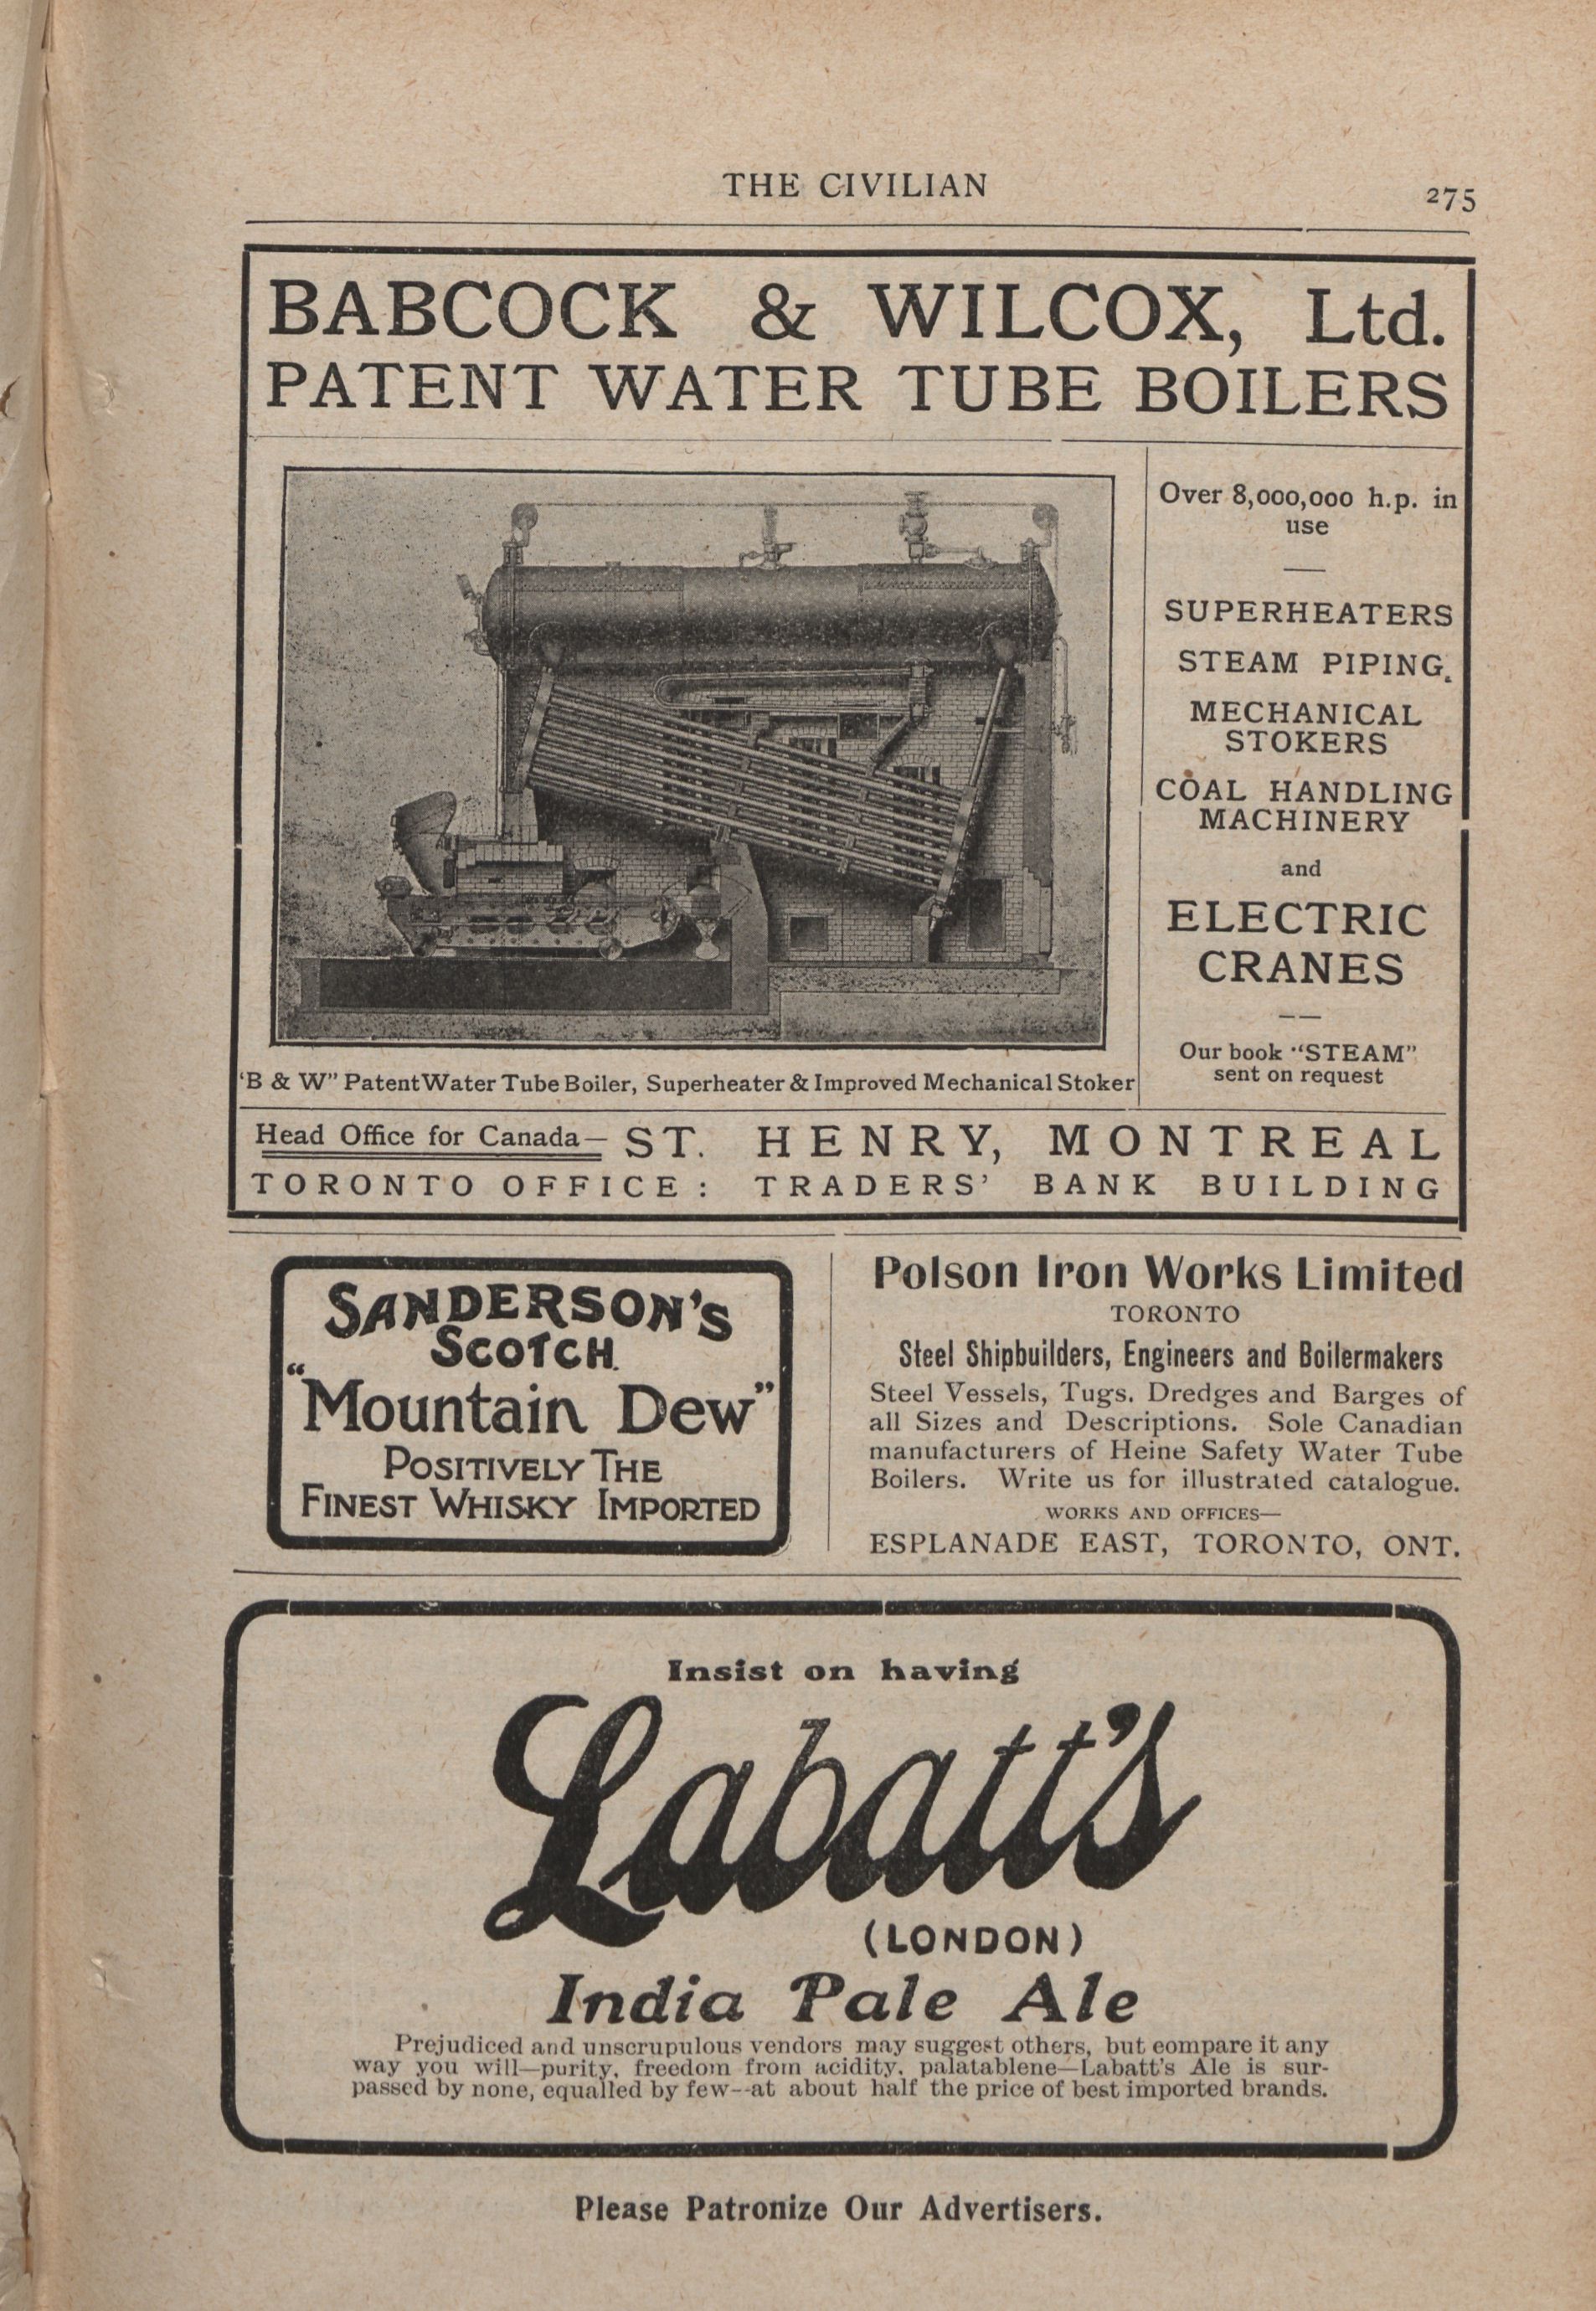 THE CIVILIAN
275
BABCOCK & WILCOX, Ltd.
PATENT WATER TUBE BOILERS
Over 8,000,000 h.p. in
use
SUPERHEATERS
STEAM PIPING.
MECHANICAL
STOKERS
COAL HANDLING
MACHINERY
and
ELECTRIC
CRANES
Our book "STEAM"
sent on request
'B & W" Patent Water Tube Boiler, Superheater & Improved Mechanical Stoker
Head Office for Canada— ST. HENRY, MONTREAL
TORONTO OFFICE: TRADERS' BANK BUILDING
SANDERSON'S
SCOTCH.
"Mountain Dew"
POSITIVELY THE
FINEST WHISKY IMPORTED
Polson Iron Works Limited
TORONTO
Steel Shipbuilders, Engineers and Boilermakers
Steel Vessels, Tugs. Dredges and Barges of
all Sizes and Descriptions. Sole Canadian
manufacturers of Heine Safety Water Tube
Boilers. Write us for illustrated catalogue.
WORKS AND OFFICES—
ESPLANADE EAST, TORONTO, ONT.
Insist on having
Labatt's
(LONDON)
India Pale Ale
Prejudiced and unscrupulous vendors may suggest others, but compare it any
way you will—purity, freedom from acidity, palatablene—Labatt's Ale is sur-
passed by none, equalled by few--at about half the price of best imported brands.
Please Patronize Our Advertisers.